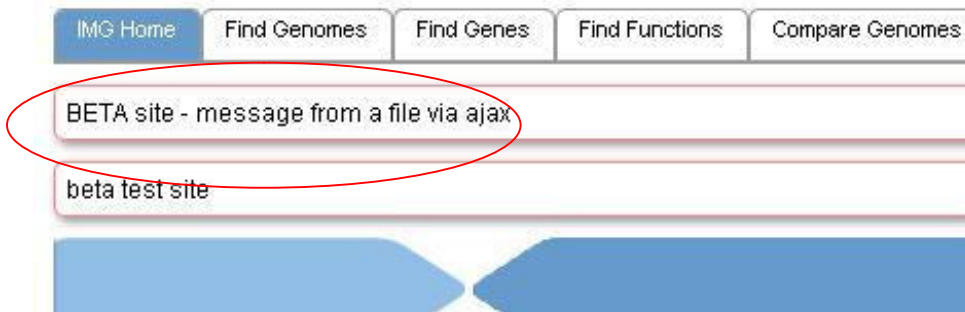 IMG Home Find Genomes Find Genes Find Functions Compare Genomes
BETA site - message from a file via ajax
beta test site